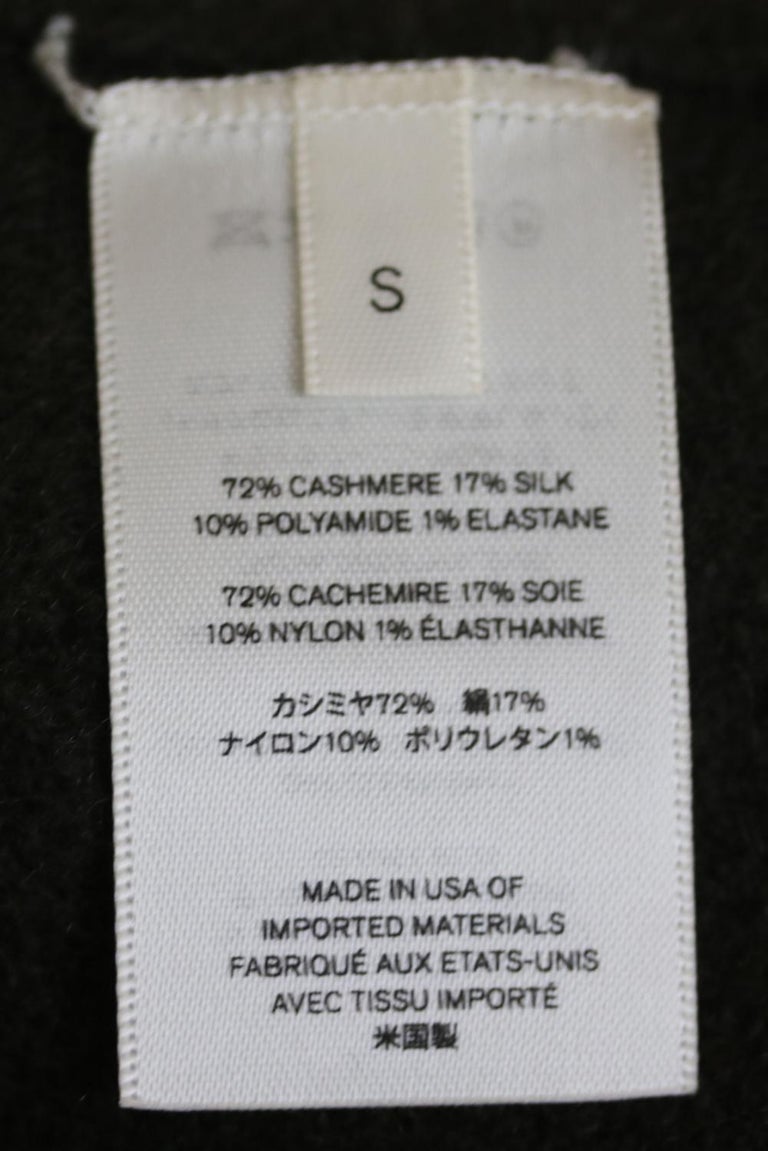 S
72% CASHMERE 17% SILK
10% POLYAMIDE 1% ELASTANE
72% CACHEMIRE 17% SOIE
10% NYLON 1% ÉLASTHANNE
カシミヤ72% 絹17%
ナイロン10% ポリウレタン1%
MADE IN USA OF
IMPORTED MATERIALS
FABRIQUÉ AUX ETATS-UNIS
AVEC TISSU IMPORTÉ
米国製